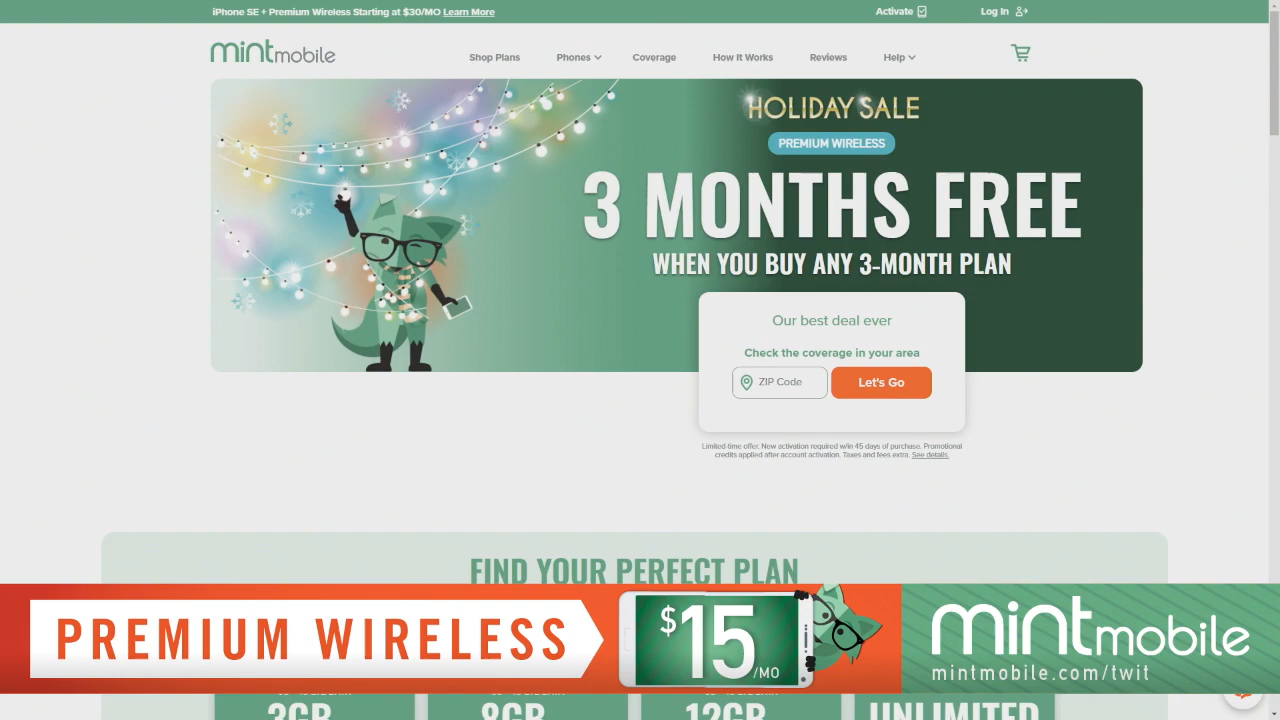 iPhone SE + Premium Wireless Starting at $30/MO Learn More
Activate
Log In
mintmobile
Shop Plans
Phones
Coverage
How It Works
Reviews
Help
HOLIDAY SALE
PREMIUM WIRELESS
3 MONTHS FREE
WHEN YOU BUY ANY 3-MONTH PLAN
Our best deal ever
Check the coverage in your area
ZIP Code
Let's Go
Limited-time offer. New activation required w/in 45 days of purchase. Promotional
credits applied after account activation. Taxes and fees extra. See details.
FIND YOUR PERFECT PLAN
PREMIUM WIRELESS
$15/MO
mintmobile
mintmobile.com/twit
3GB
8GB
12GB
UNLIMITED